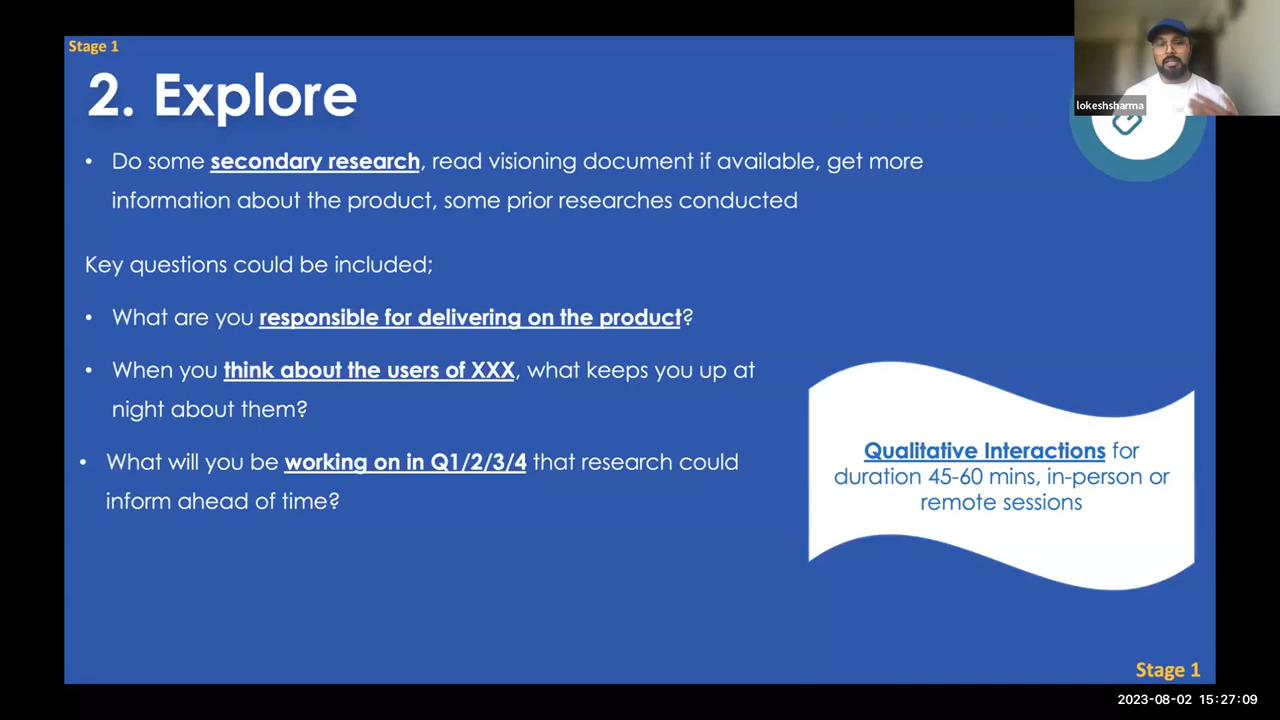 Stage 1
2. Explore
lokeshsharma
• Do some secondary research, read visioning document if available, get more
information about the product, some prior researches conducted
Key questions could be included;
• What are you responsible for delivering on the product?
• When you think about the users of XXX, what keeps you up at
night about them?
• What will you be working on in Q1/2/3/4 that research could
inform ahead of time?
Qualitative Interactions for
duration 45-60 mins, in-person or
remote sessions
Stage 1
2023-08-02 15:27:09